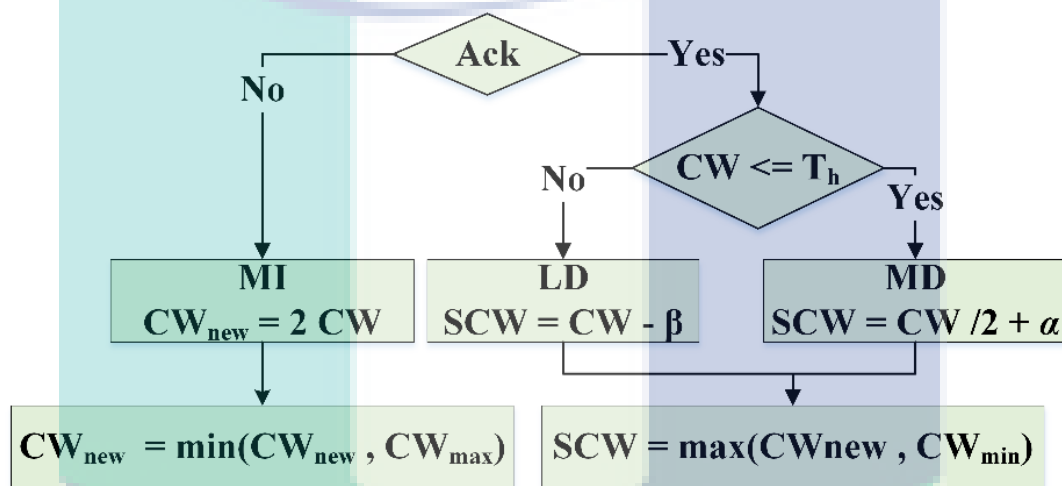 Ack
No
Yes
CW <= Tₕ
No
Yes
MI
CWₙₑw = 2 CW
LD
SCW = CW - β
MD
SCW = CW /2 + α
CWₙₑw = min(CWₙₑw , CWₘₐₓ)
SCW = max(CWnew , CWₘᵢₙ)